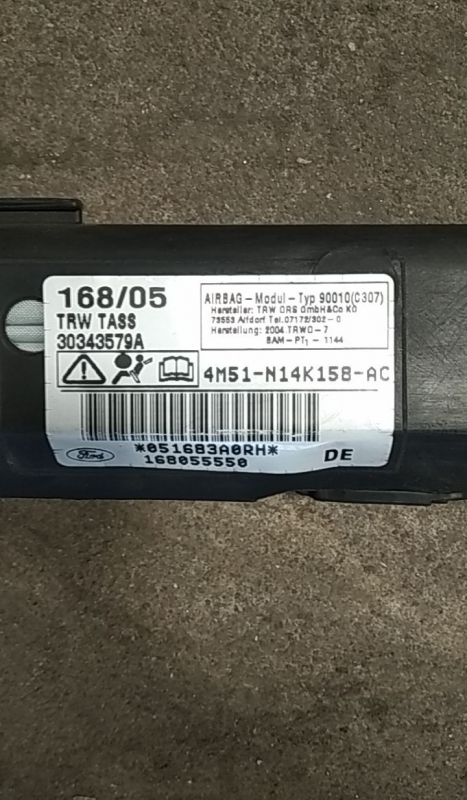 168/05
TRW TASS
30343579A
AIRBAG-Modul-Typ 90010(C307)
Hersteller: TRW ORS GmbH&Co KG
73553 Alfdorf Tel.07172/302-0
Herstellung: 2004 TRWO-7
BAM-PT₁-1144
4M51-N14K158-AC
*051683A0RH*
168055550
Ford
DE